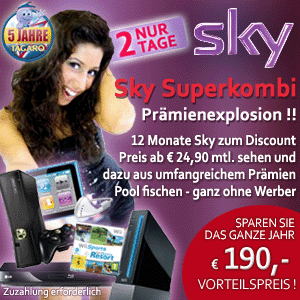 5 JAHRE
TAGARO
2 NUR
TAGE
sky
Sky Superkombi
Prämienexplosion !!
12 Monate Sky zum Discount
Preis ab € 24,90 mtl. sehen und
dazu aus umfangreichem Prämien
Pool fischen - ganz ohne Werber
Wii Sports
Resort
SPAREN SIE
DAS GANZE JAHR
€ 190,-
VORTEILSPREIS !
Zuzahlung erforderlich